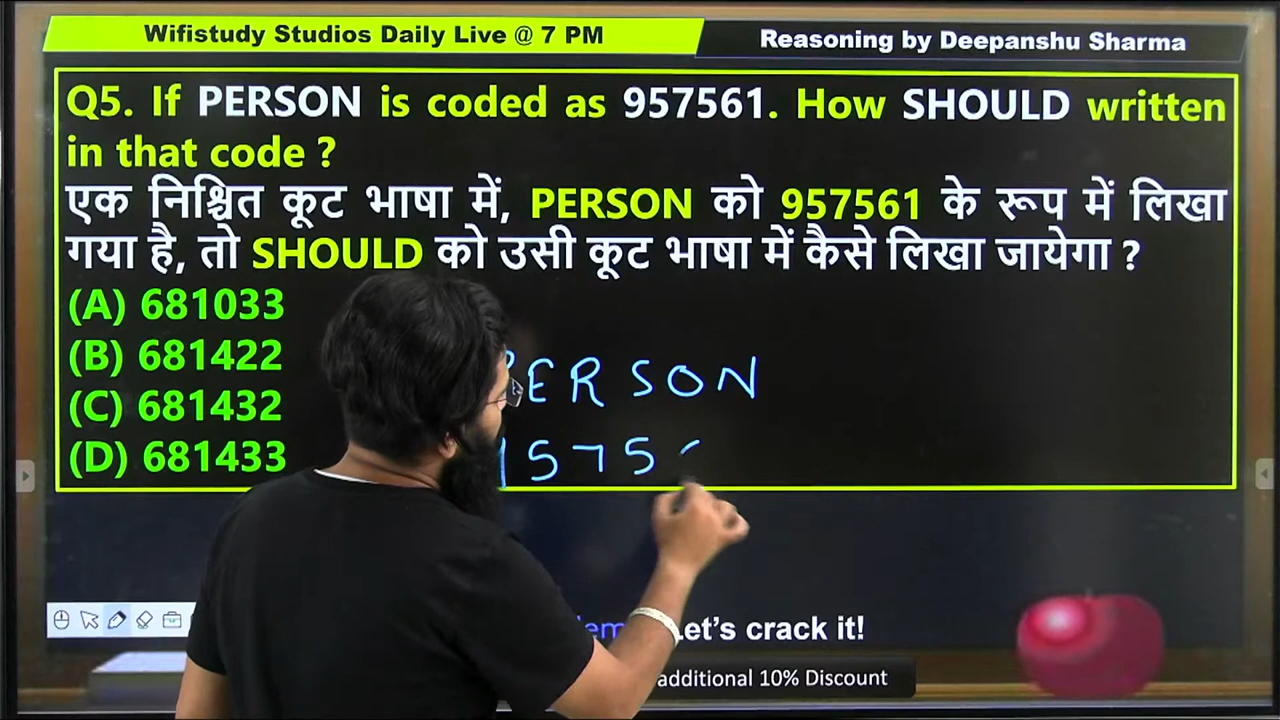 Wifistudy Studios Daily Live @ 7 PM
Reasoning by Deepanshu Sharma
Q5. If PERSON is coded as 957561. How SHOULD written
in that code ?
एक निश्चित कूट भाषा में, PERSON को 957561 के रूप में लिखा
गया है, तो SHOULD को उसी कूट भाषा में कैसे लिखा जायेगा ?
(A) 681033
(B) 681422
(C) 681432
(D) 681433
ERSON
575
Let's crack it!
additional 10% Discount